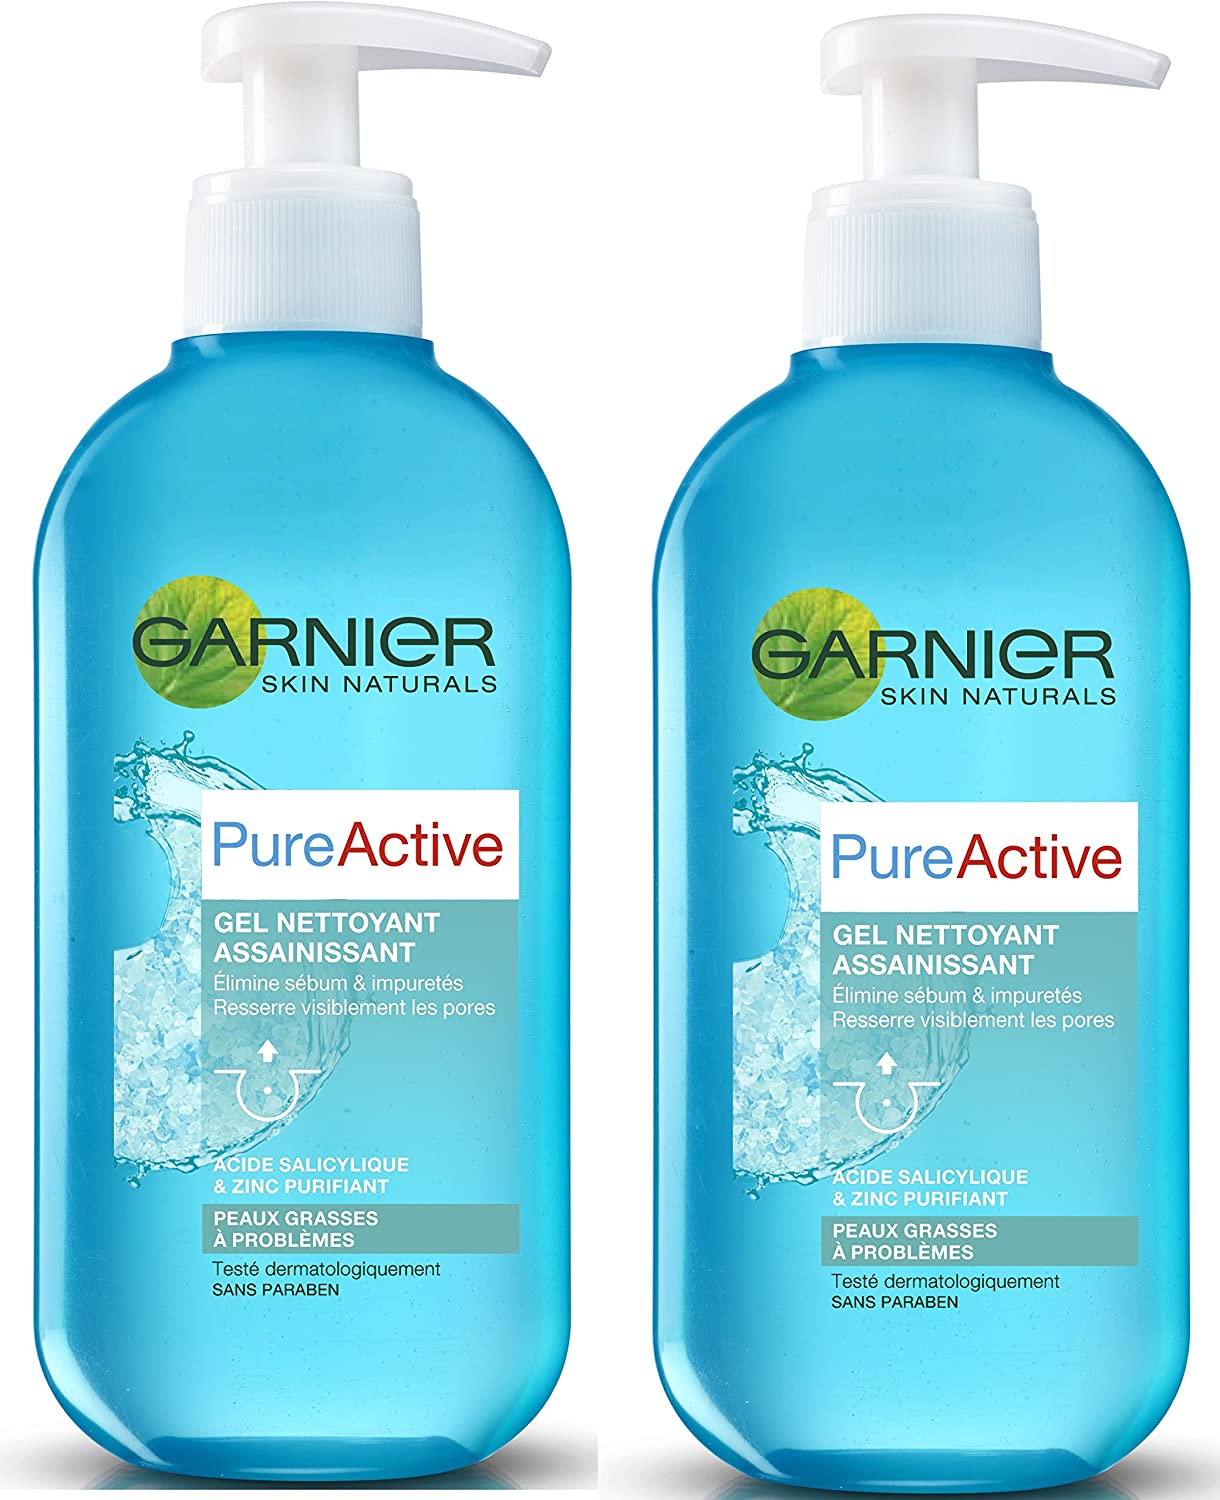 GARNIER
SKIN NATURALS
PureActive
GEL NETTOYANT
ASSAINISSANT
Élimine sébum & impuretés
Resserre visiblement les pores
ACIDE SALICYLIQUE
& ZINC PURIFIANT
PEAUX GRASSES
À PROBLÈMES
Testé dermatologiquement
SANS PARABEN
GARNIER
SKIN NATURALS
PureActive
GEL NETTOYANT
ASSAINISSANT
Élimine sébum & impuretés
Resserre visiblement les pores
ACIDE SALICYLIQUE
& ZINC PURIFIANT
PEAUX GRASSES
À PROBLÈMES
Testé dermatologiquement
SANS PARABEN